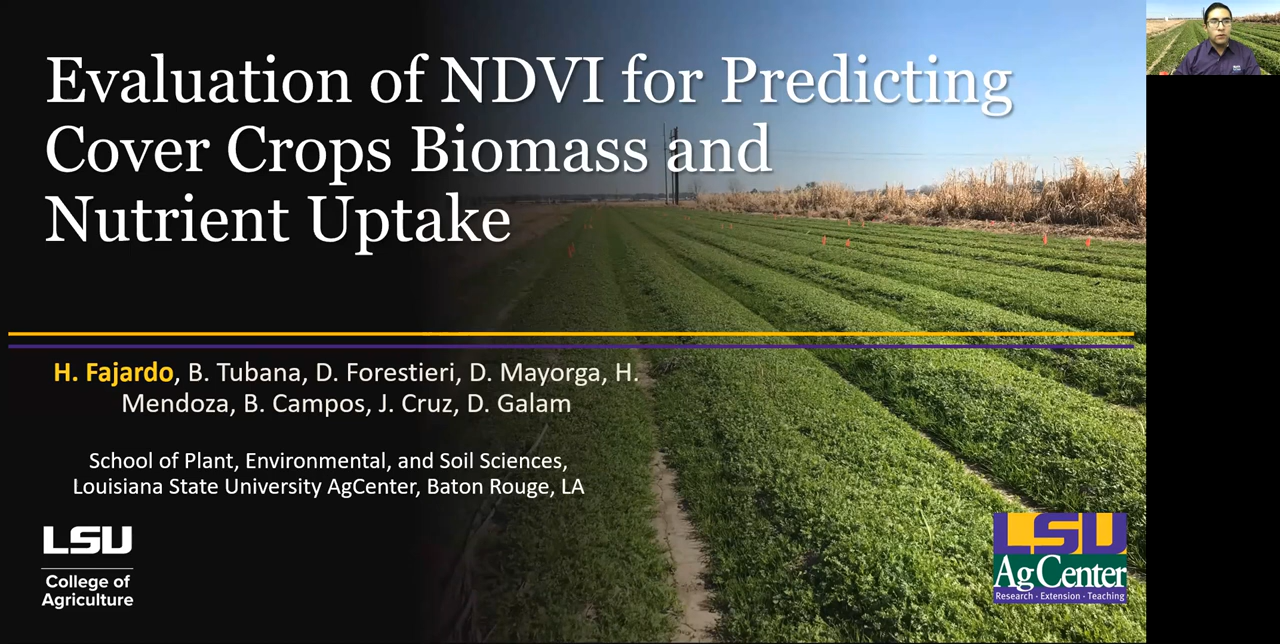 Evaluation of NDVI for Predicting
Cover Crops Biomass and
Nutrient Uptake
H. Fajardo, B. Tubana, D. Forestieri, D. Mayorga, H.
Mendoza, B. Campos, J. Cruz, D. Galam
School of Plant, Environmental, and Soil Sciences,
Louisiana State University AgCenter, Baton Rouge, LA
LSU
College of
Agriculture
LSU
AgCenter
Research · Extension · Teaching